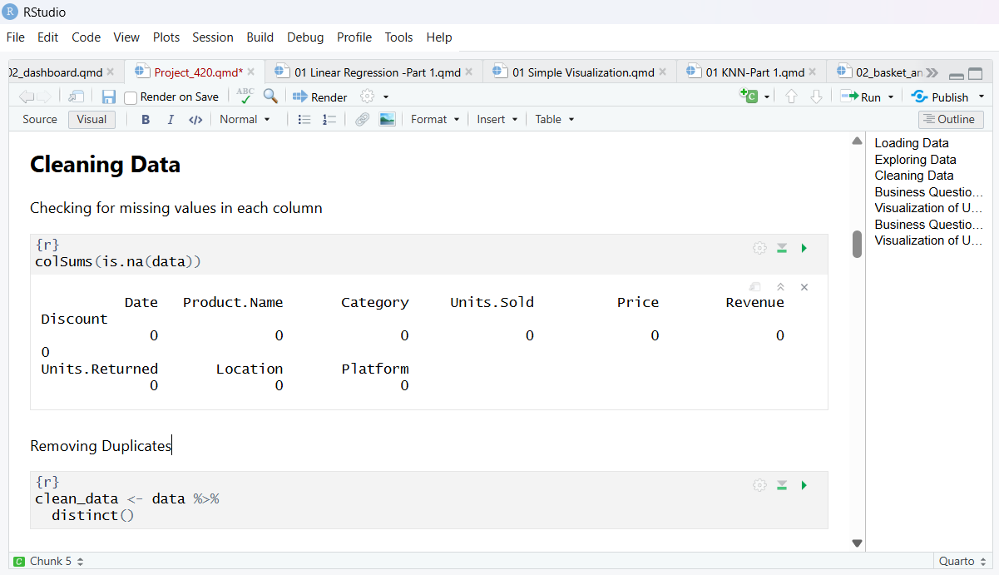 R RStudio
File Edit Code View Plots Session Build Debug Profile Tools Help
02_dashboard.qmd Project_420.qmd* 01 Linear Regression -Part 1.qmd 01 Simple Visualization.qmd 01 KNN-Part 1.qmd 02_basket_an
Render on Save ABC Render C Run Publish
Source Visual B I </> Normal Format Insert Table Outline
Cleaning Data
Checking for missing values in each column
{r}
colSums(is.na(data))
Date Product.Name Category Units.Sold Price Revenue
Discount
0 0 0 0 0 0
0
Units.Returned Location Platform
0 0 0
Removing Duplicates
{r}
clean_data <- data %>%
distinct()
Loading Data
Exploring Data
Cleaning Data
Business Questio...
Visualization of U...
Business Questio...
Visualization of U...
C Chunk 5 Quarto